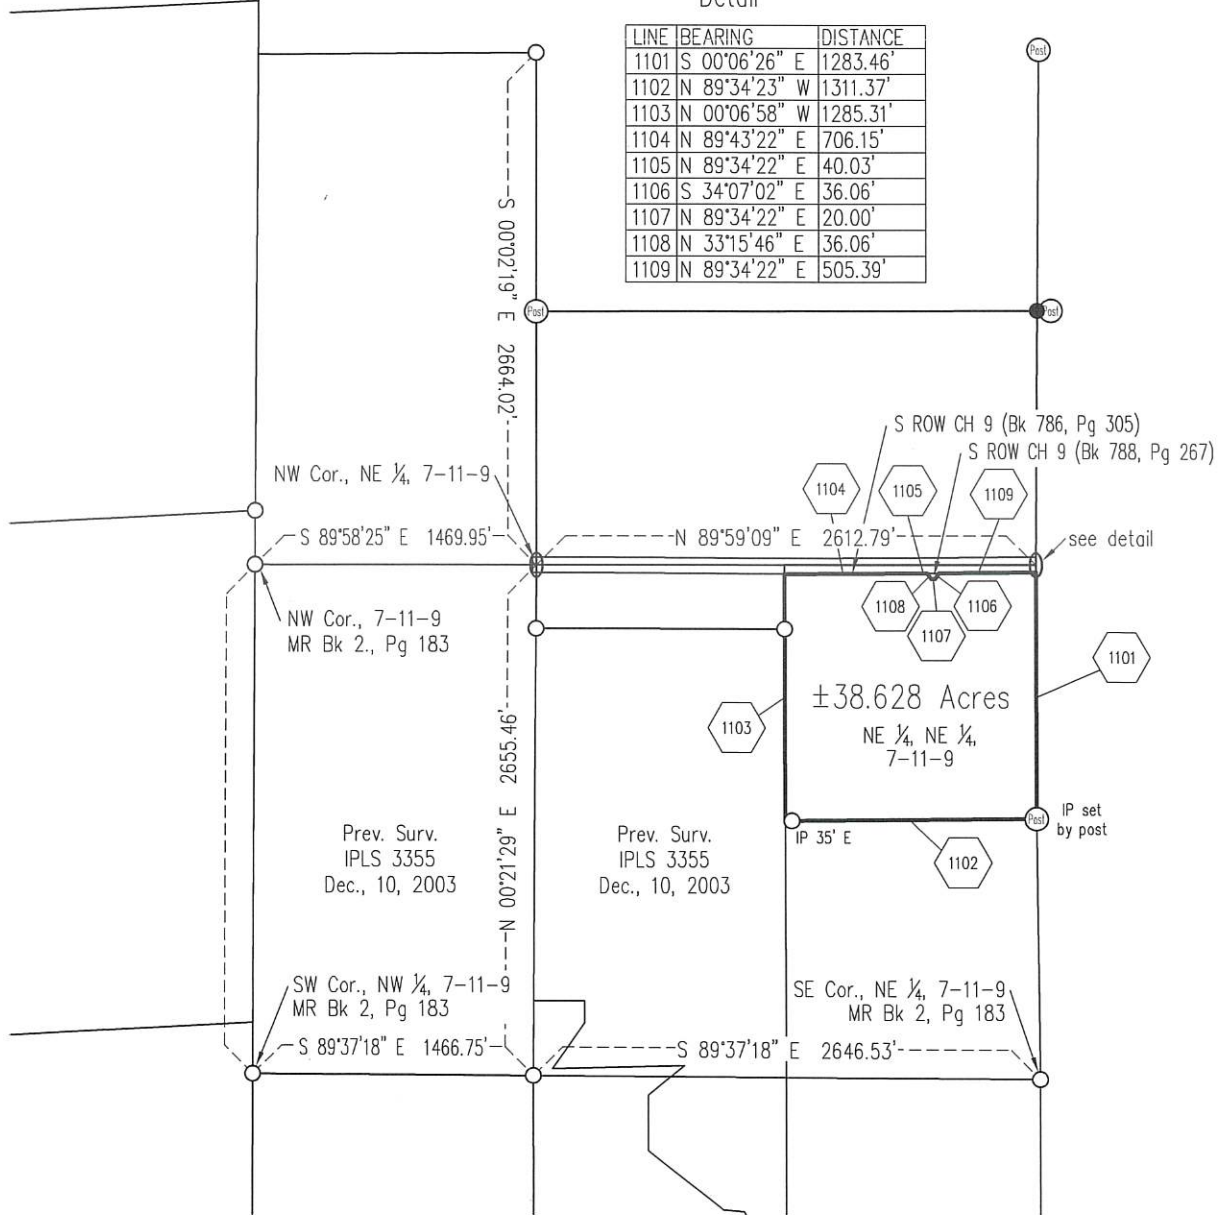 Detail
LINE BEARING DISTANCE
1101 S 00°06'26" E 1283.46'
1102 N 89°34'23" W 1311.37'
1103 N 00°06'58" W 1285.31'
1104 N 89°43'22" E 706.15'
1105 N 89°34'22" E 40.03'
1106 S 34°07'02" E 36.06'
1107 N 89°34'22" E 20.00'
1108 N 33°15'46" E 36.06'
1109 N 89°34'22" E 505.39'
Post
S 00°02'19" E 2664.02'
Post
Post
S ROW CH 9 (Bk 786, Pg 305)
S ROW CH 9 (Bk 788, Pg 267)
NW Cor., NE ¼, 7-11-9
1104
1105
1109
S 89°58'25" E 1469.95'
N 89°59'09" E 2612.79'
see detail
NW Cor., 7-11-9
MR Bk 2., Pg 183
1108
1106
1107
1101
±38.628 Acres
NE ¼, NE ¼,
7-11-9
1103
N 00°21'29" E 2655.46'
Post
IP set
by post
IP 35' E
1102
Prev. Surv.
IPLS 3355
Dec., 10, 2003
Prev. Surv.
IPLS 3355
Dec., 10, 2003
SW Cor., NW ¼, 7-11-9
MR Bk 2, Pg 183
SE Cor., NE ¼, 7-11-9
MR Bk 2, Pg 183
S 89°37'18" E 1466.75'
S 89°37'18" E 2646.53'